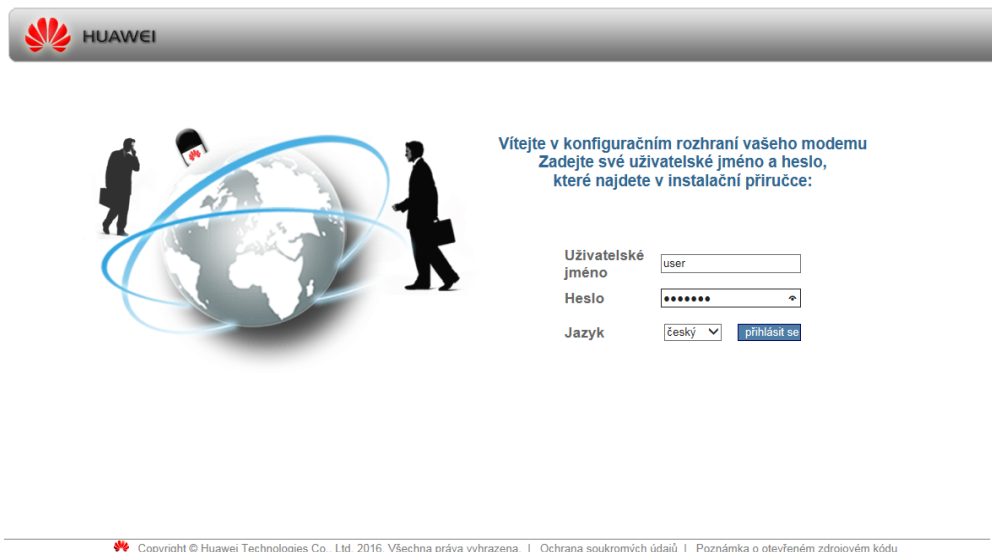 HUAWEI
Vítejte v konfiguračním rozhraní vašeho modemu
Zadejte své uživatelské jméno a heslo,
které najdete v instalační příručce:
Uživatelské
jméno
user
Heslo
•••••••
Jazyk
český
přihlásit se
Copyright © Huawei Technologies Co., Ltd. 2016. Všechna práva vyhrazena. | Ochrana soukromých údajů | Poznámka o otevřeném zdrojovém kódu